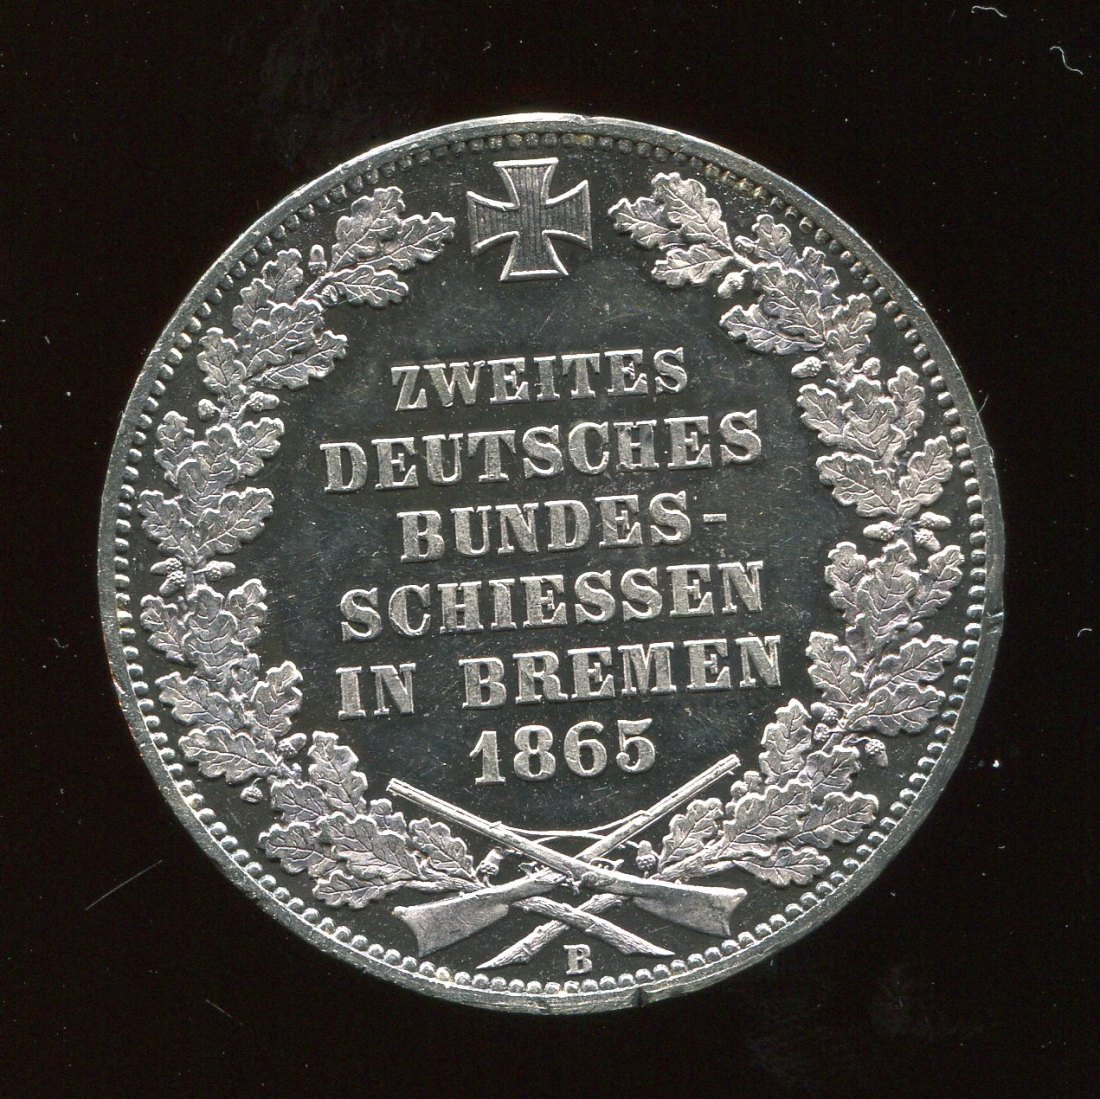 ZWEITES
DEUTSCHES
BUNDES-
SCHIESSEN
IN BREMEN
1865
B